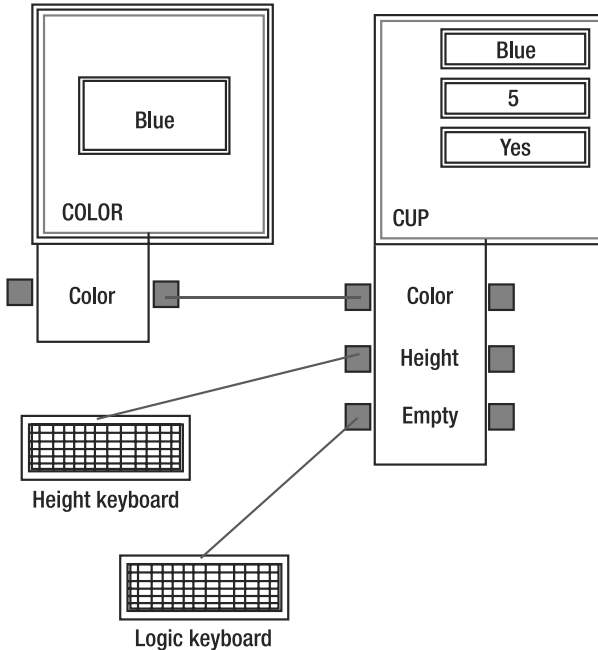 Blue
COLOR
Color
Blue
5
Yes
CUP
Color
Height
Empty
Height keyboard
Logic keyboard